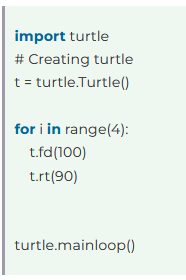 import turtle
# Creating turtle
t = turtle.Turtle()

for i in range(4):
    t.fd(100)
    t.rt(90)


turtle.mainloop()